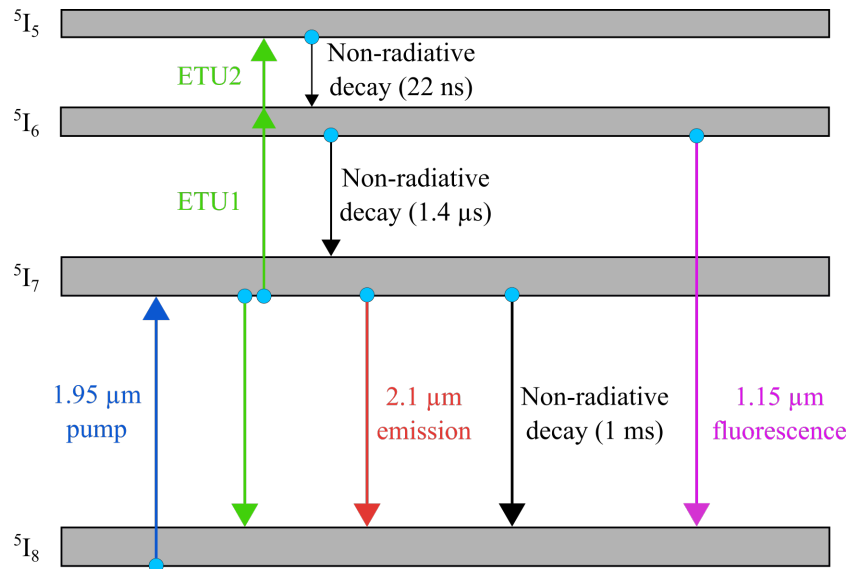 ⁵I₅
ETU2
Non-radiative
decay (22 ns)
⁵I₆
ETU1
Non-radiative
decay (1.4 µs)
⁵I₇
1.95 µm
pump
2.1 µm
emission
Non-radiative
decay (1 ms)
1.15 µm
fluorescence
⁵I₈